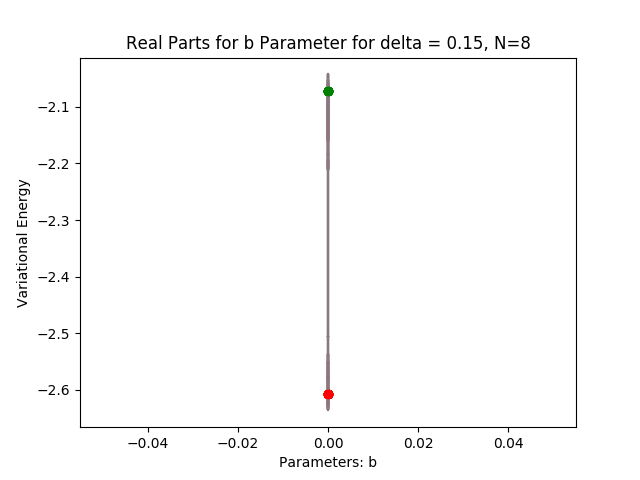 Real Parts for b Parameter for delta = 0.15, N=8
−2.1
−2.2
−2.3
−2.4
−2.5
−2.6
Variational Energy
−0.04 −0.02 0.00 0.02 0.04
Parameters: b